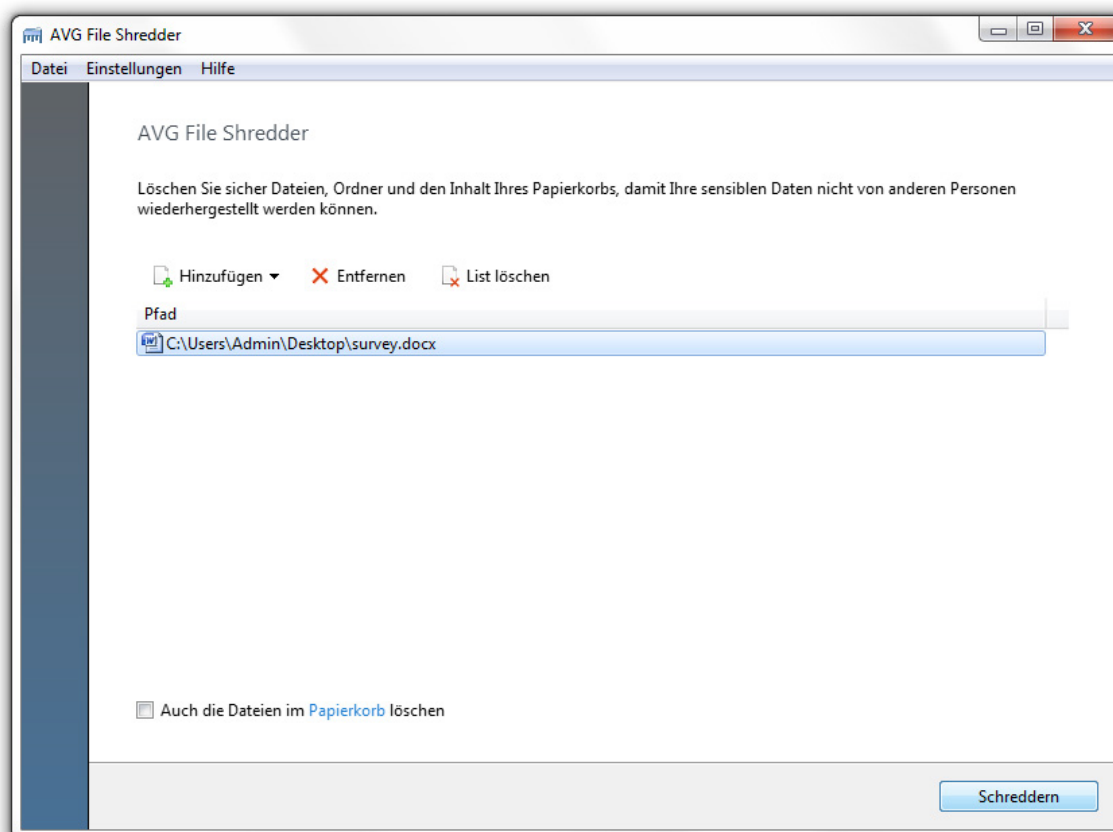 AVG File Shredder
Datei Einstellungen Hilfe
AVG File Shredder
Löschen Sie sicher Dateien, Ordner und den Inhalt Ihres Papierkorbs, damit Ihre sensiblen Daten nicht von anderen Personen
wiederhergestellt werden können.
Hinzufügen Entfernen List löschen
Pfad
C:\Users\Admin\Desktop\survey.docx
Auch die Dateien im Papierkorb löschen
Schreddern